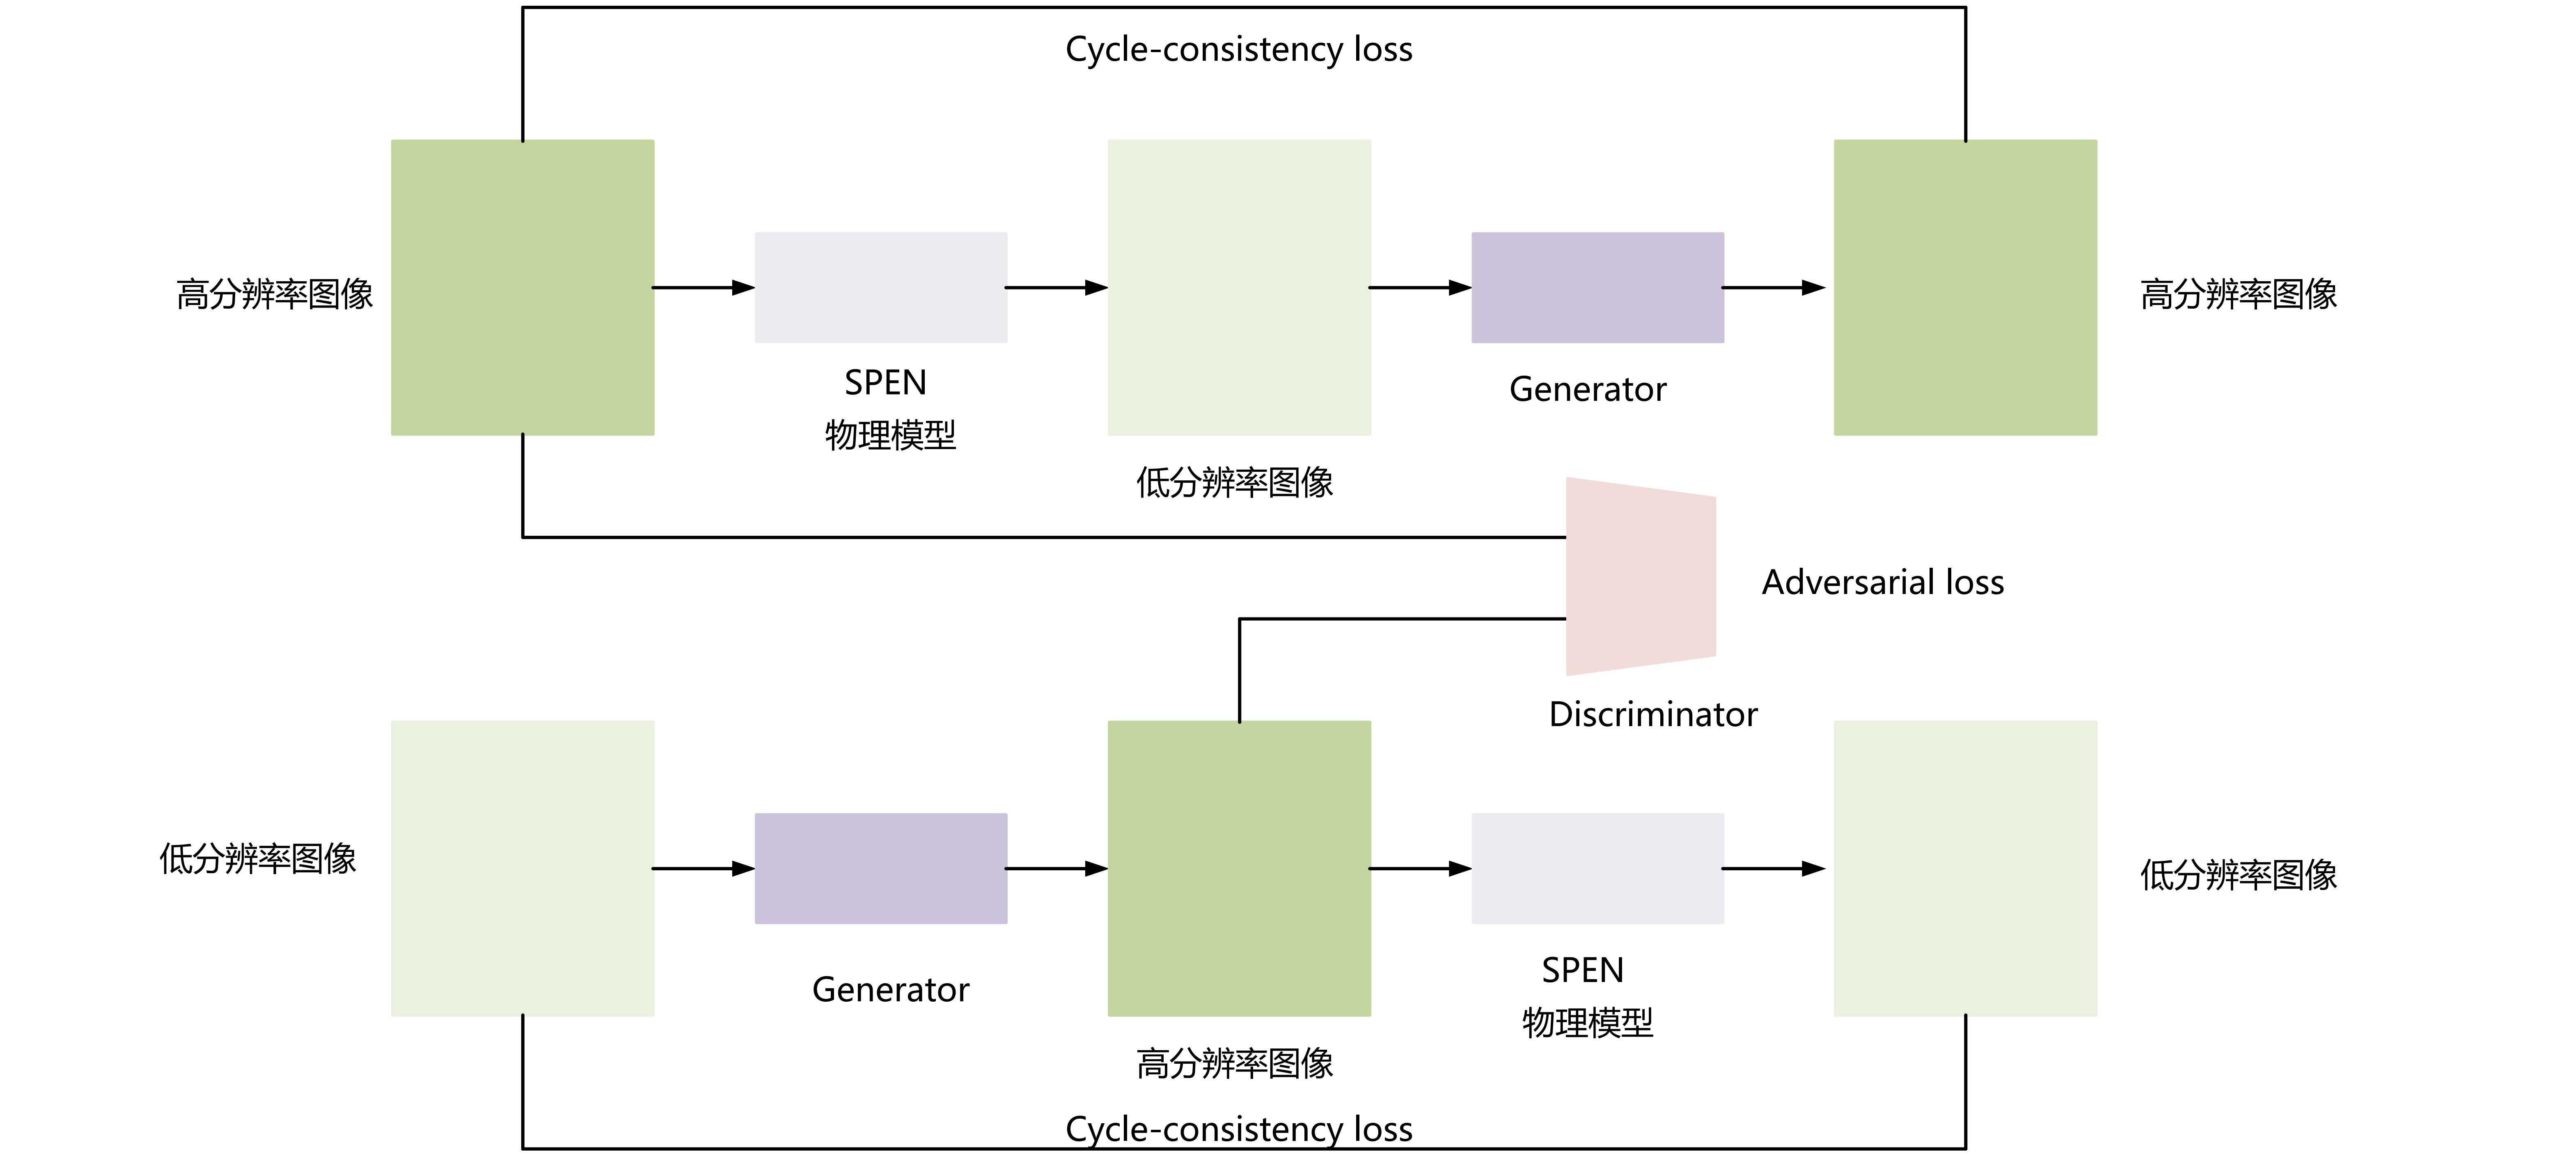 Cycle-consistency loss
高分辨率图像
高分辨率图像
SPEN
物理模型
Generator
低分辨率图像
Adversarial loss
Discriminator
低分辨率图像
低分辨率图像
Generator
SPEN
物理模型
高分辨率图像
Cycle-consistency loss